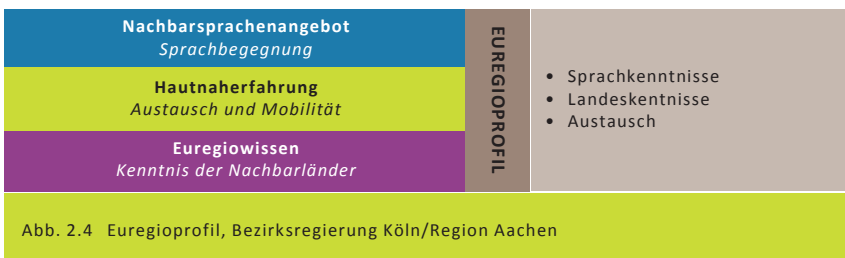 Nachbarsprachenangebot
Sprachbegegnung
Hautnaherfahrung
Austausch und Mobilität
Euregiowissen
Kenntnis der Nachbarländer
EUREGIOPROFIL
• Sprachkenntnisse
• Landeskentnisse
• Austausch
Abb. 2.4 Euregioprofil, Bezirksregierung Köln/Region Aachen